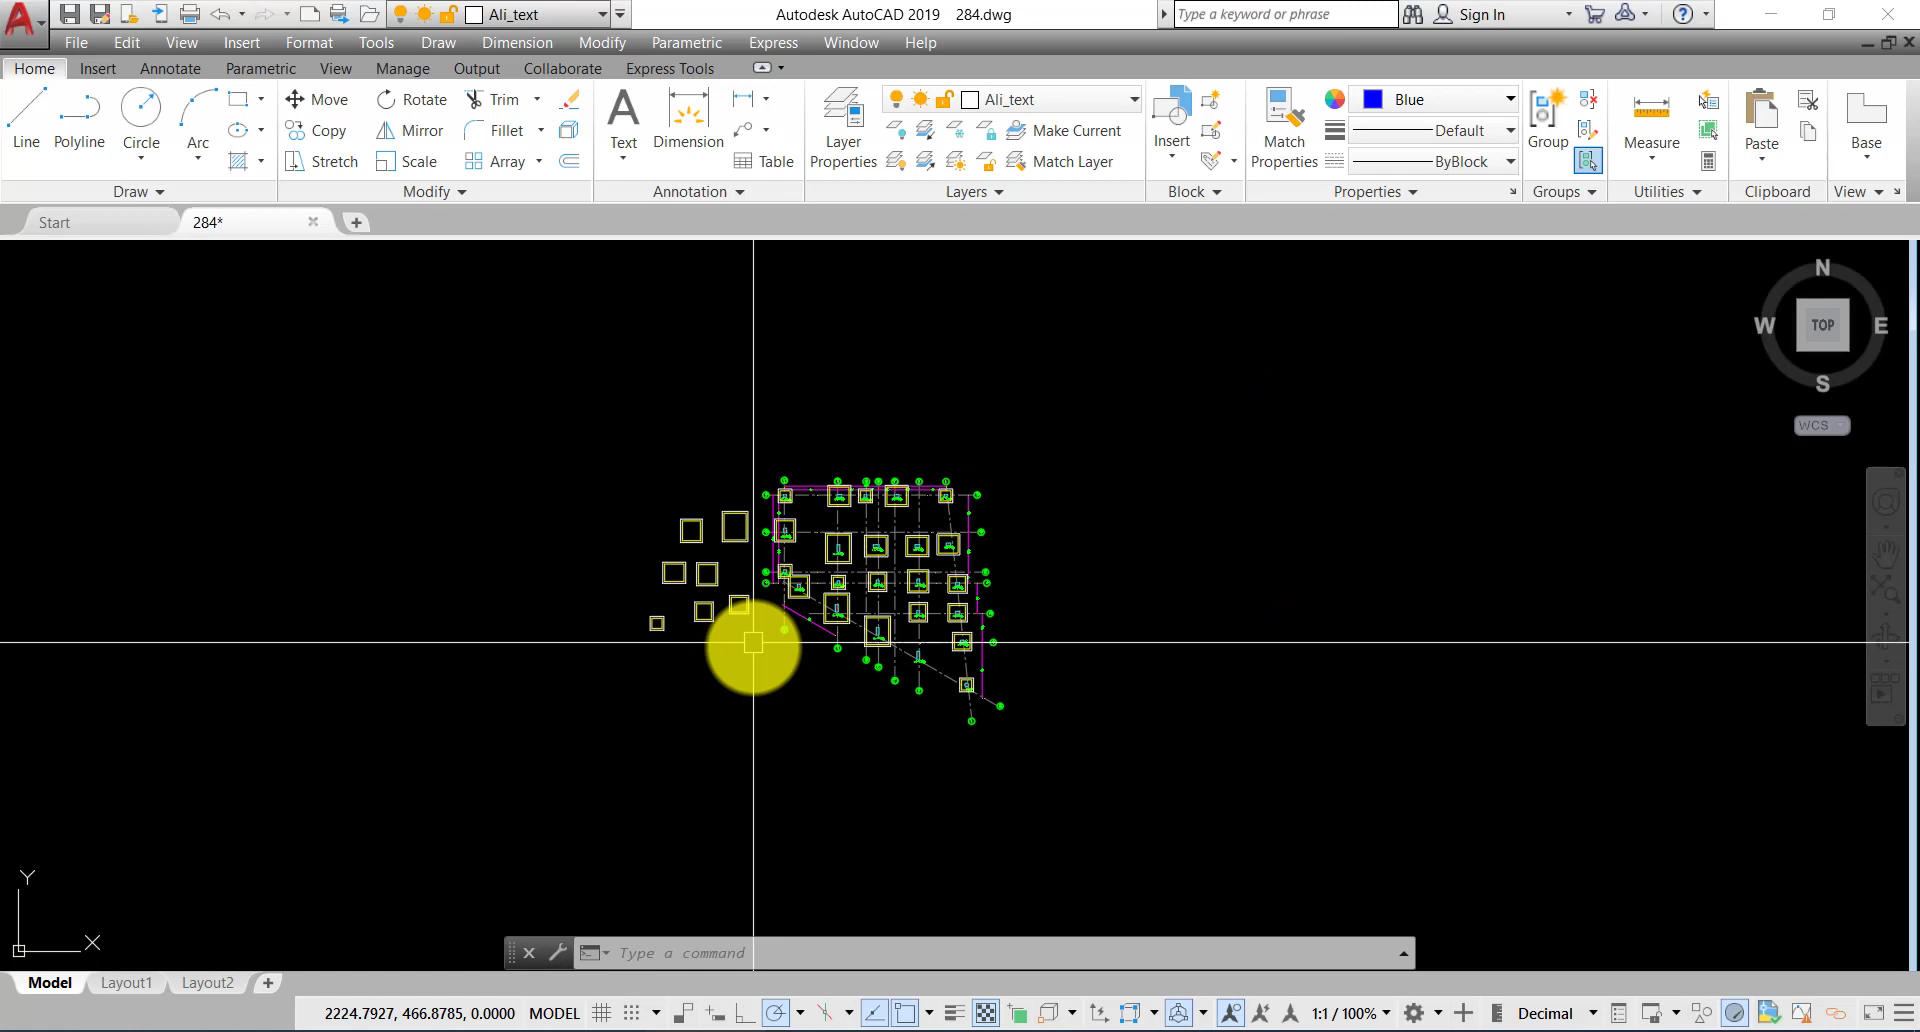 Ali_text
Autodesk AutoCAD 2019 284.dwg
Type a keyword or phrase
Sign In
File Edit View Insert Format Tools Draw Dimension Modify Parametric Express Window Help
Home Insert Annotate Parametric View Manage Output Collaborate Express Tools
Line Polyline Circle Arc
Move Rotate Trim
Copy Mirror Fillet
Stretch Scale Array
Text Dimension
Table
Layer
Properties
Ali_text
Make Current
Match Layer
Insert
Match
Properties
Blue
Default
ByBlock
Group
Measure
Paste
Base
Draw Modify Annotation Layers Block Properties Groups Utilities Clipboard View
Start 284*
N
W TOP E
S
WCS
Y
X
Type a command
Model Layout1 Layout2
2224.7927, 466.8785, 0.0000 MODEL 1:1 / 100% Decimal